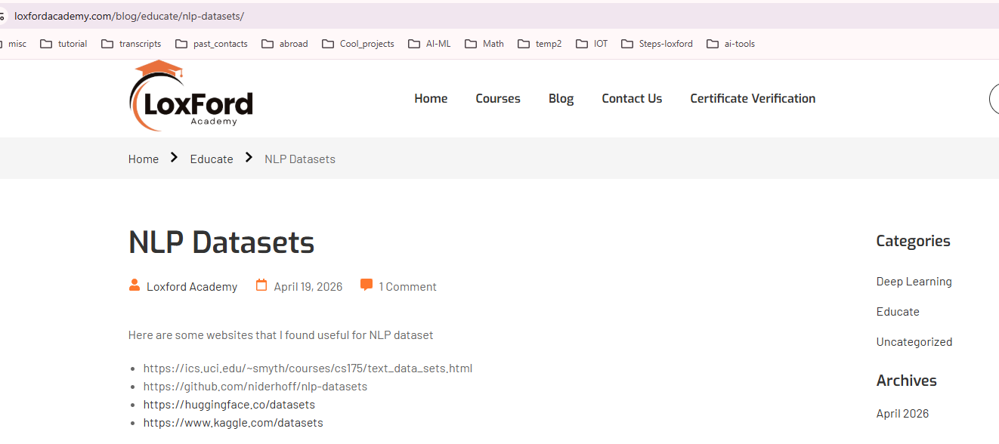 loxfordacademy.com/blog/educate/nlp-datasets/
misc tutorial transcripts past_contacts abroad Cool_projects AI-ML Math temp2 IOT Steps-loxford ai-tools
LoxFord
Academy
Home Courses Blog Contact Us Certificate Verification
Home Educate NLP Datasets
NLP Datasets
Loxford Academy April 19, 2026 1 Comment
Here are some websites that I found useful for NLP dataset
https://ics.uci.edu/~smyth/courses/cs175/text_data_sets.html
https://github.com/niderhoff/nlp-datasets
https://huggingface.co/datasets
https://www.kaggle.com/datasets
Categories
Deep Learning
Educate
Uncategorized
Archives
April 2026